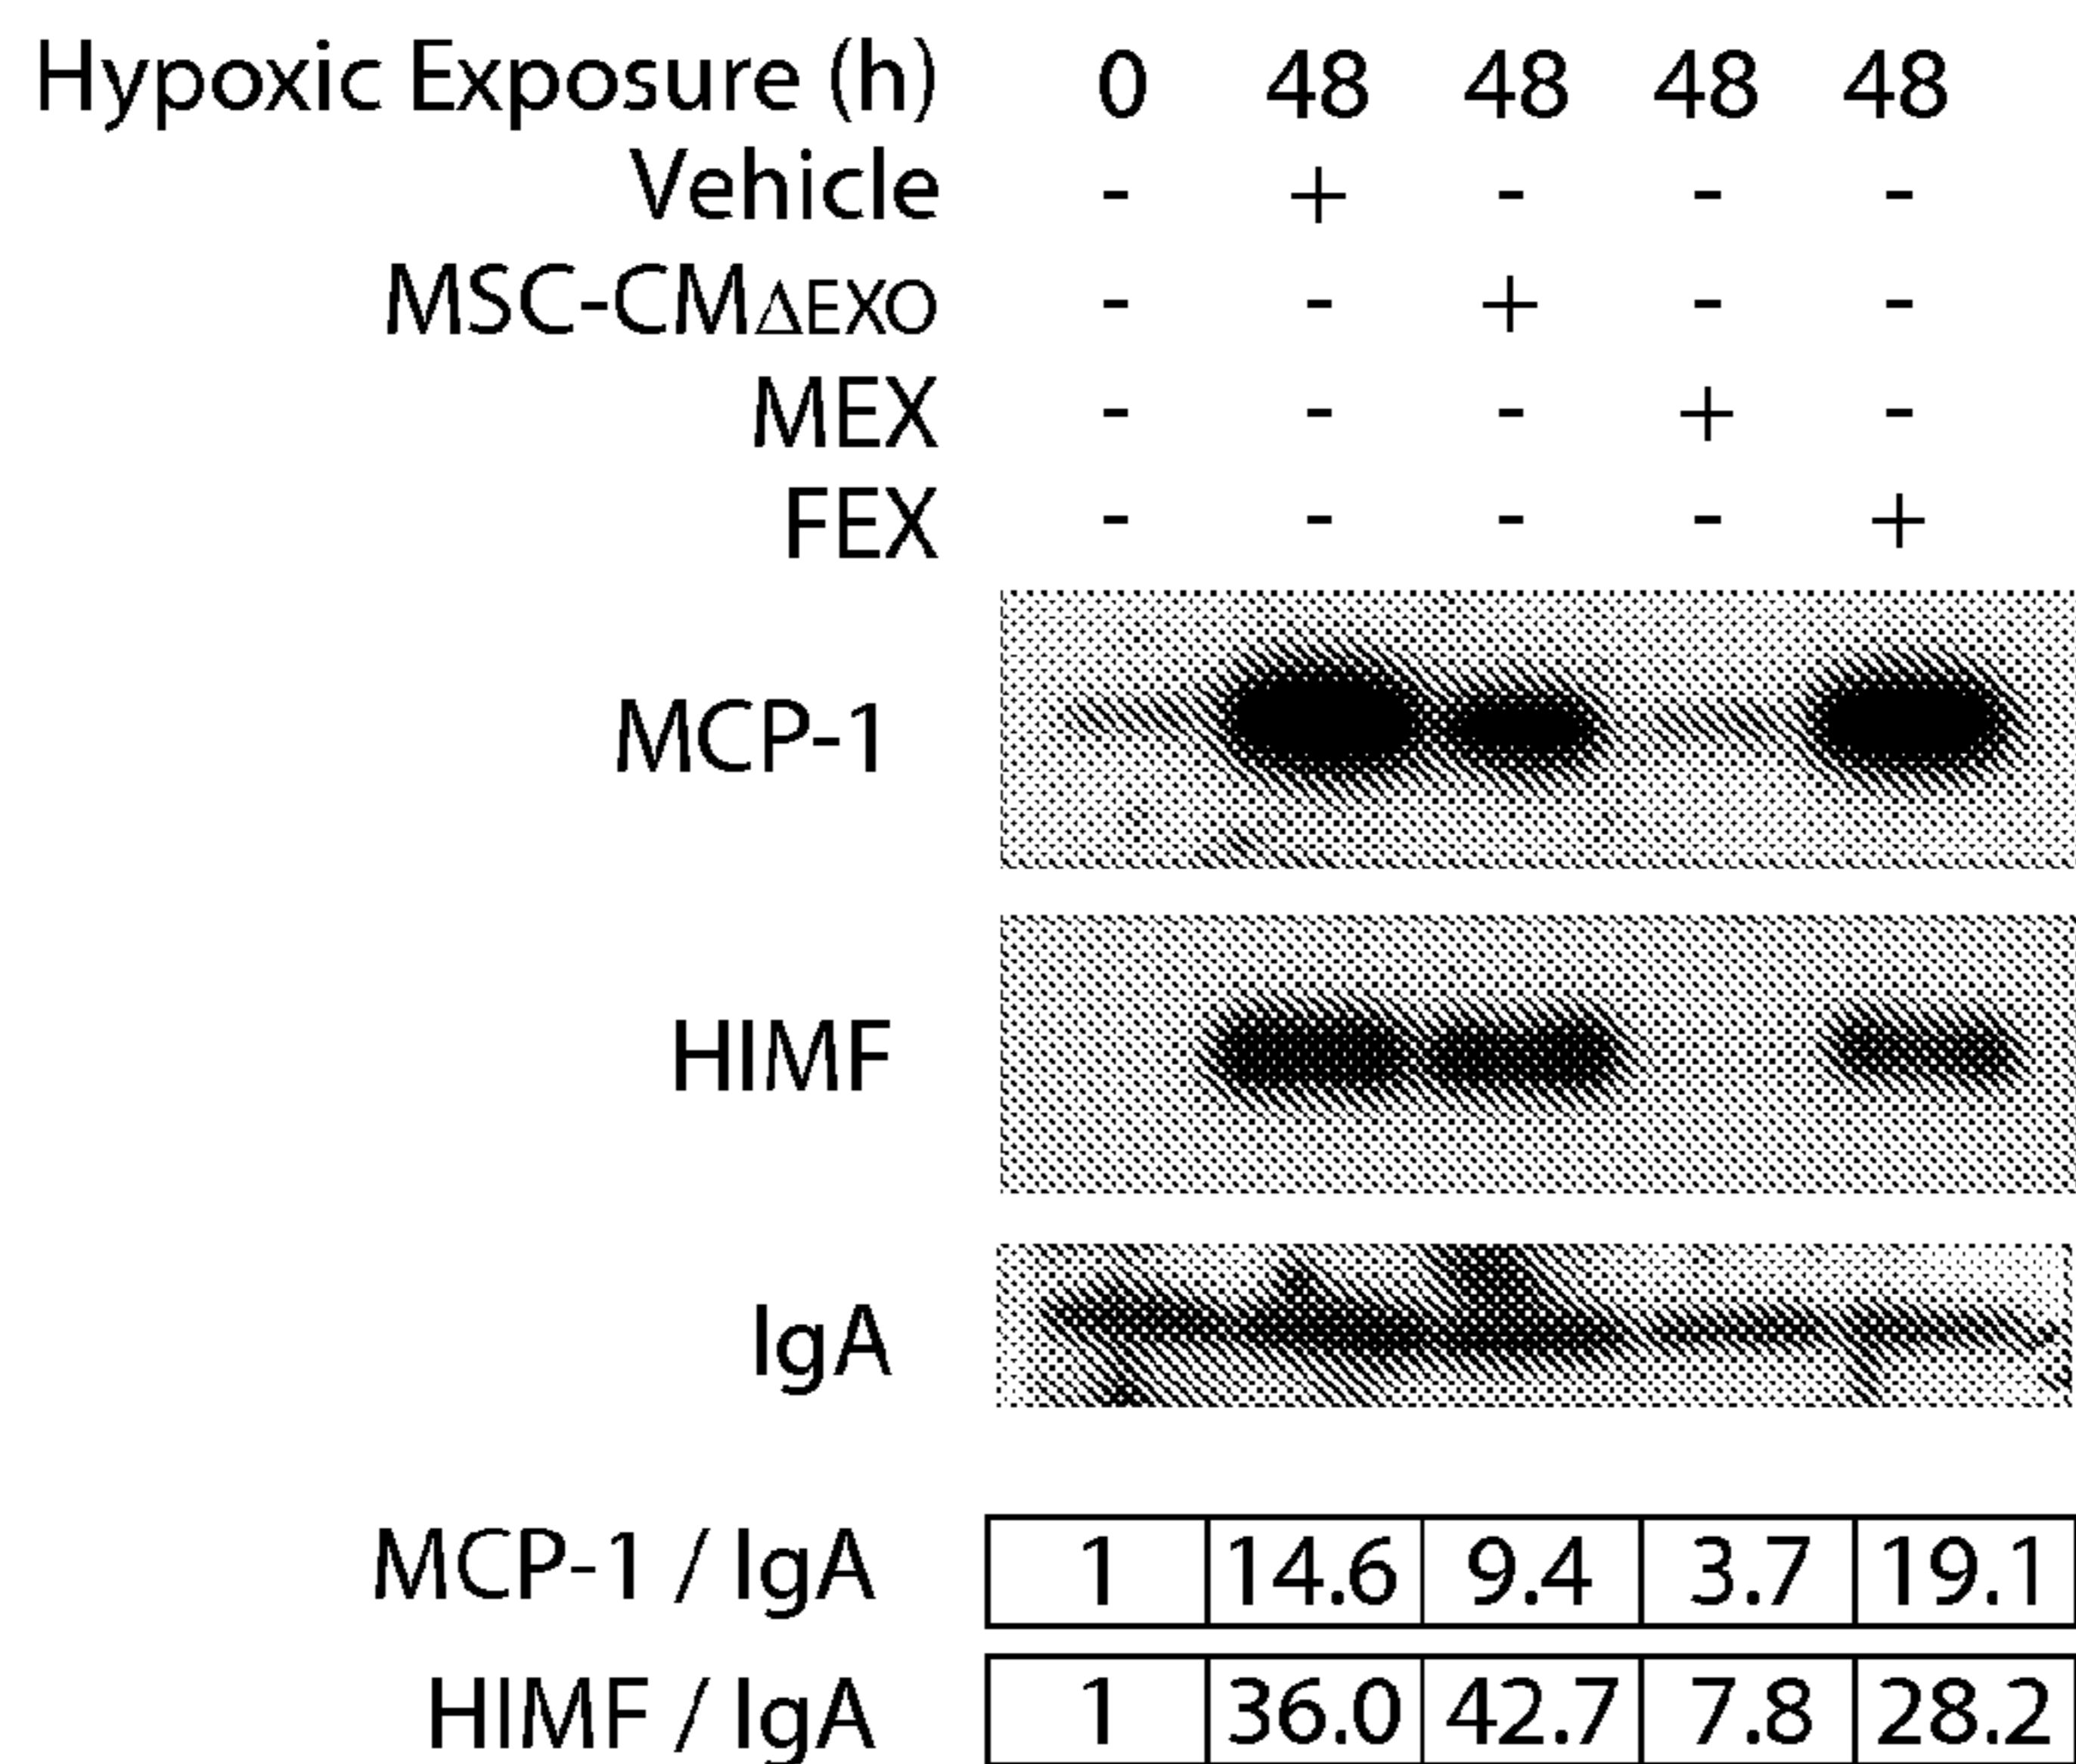 Hypoxic Exposure (h) 0 48 48 48 48
Vehicle - + - - -
MSC-CMΔEXO - - + - -
MEX - - - + -
FEX - - - - +
MCP-1
HIMF
IgA
MCP-1 / IgA 1 14.6 9.4 3.7 19.1
HIMF / IgA 1 36.0 42.7 7.8 28.2